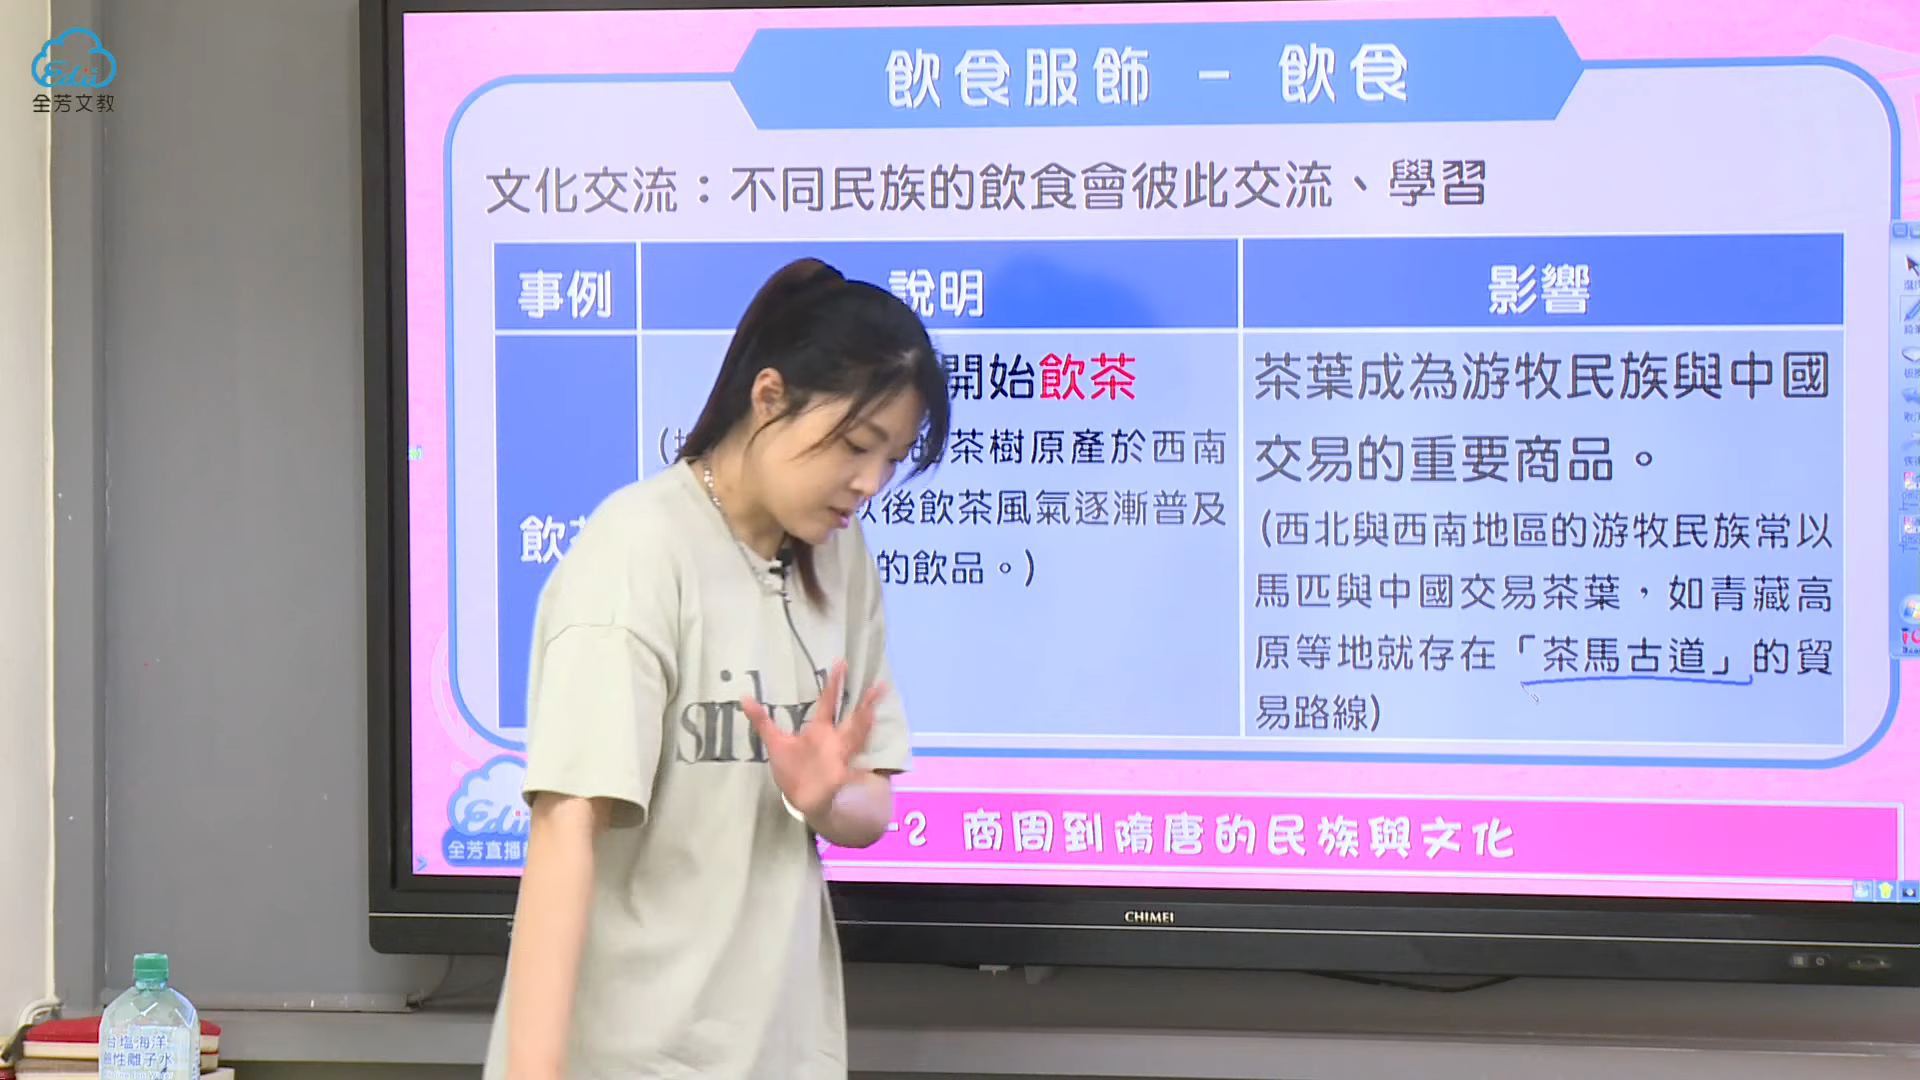 Edii
全芳文教
飲食服飾 - 飲食
文化交流：不同民族的飲食會彼此交流、學習
事例
說明
影響
開始飲茶
茶樹原產於西南
後飲茶風氣逐漸普及
的飲品。)
飲
茶葉成為游牧民族與中國
交易的重要商品。
(西北與西南地區的游牧民族常以
馬匹與中國交易茶葉，如青藏高
原等地就存在「茶馬古道」的貿
易路線)
Edii
全芳直播
-2 商周到隋唐的民族與文化
CHIMEI
台塩海洋
鹼性離子水